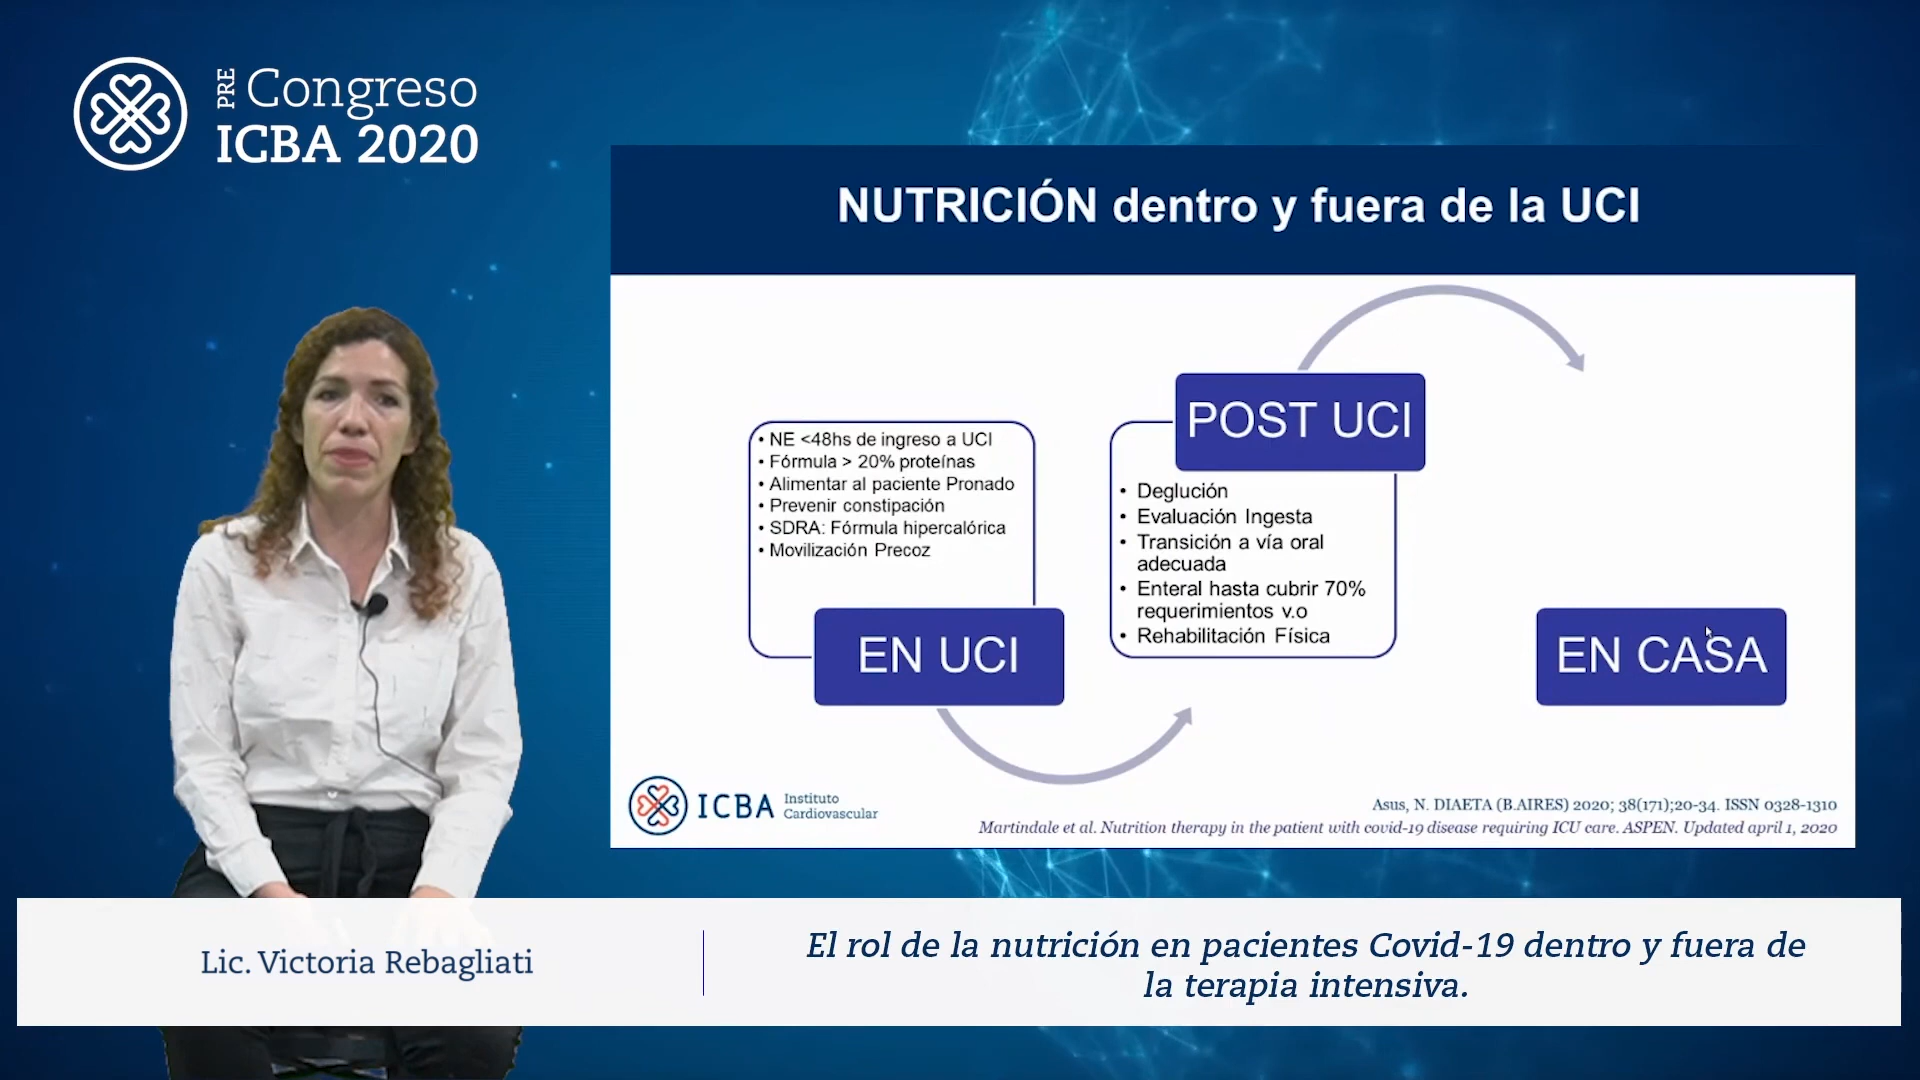 PRE Congreso
ICBA 2020
NUTRICIÓN dentro y fuera de la UCI
• NE <48hs de ingreso a UCI
• Fórmula > 20% proteínas
• Alimentar al paciente Pronado
• Prevenir constipación
• SDRA: Fórmula hipercalórica
• Movilización Precoz
EN UCI
POST UCI
• Deglución
• Evaluación Ingesta
• Transición a vía oral
adecuada
• Enteral hasta cubrir 70%
requerimientos v.o
• Rehabilitación Física
EN CASA
ICBA Instituto
Cardiovascular
Asus, N. DIAETA (B.AIRES) 2020; 38(171);20-34. ISSN 0328-1310
Martindale et al. Nutrition therapy in the patient with covid-19 disease requiring ICU care. ASPEN. Updated april 1, 2020
Lic. Victoria Rebagliati
El rol de la nutrición en pacientes Covid-19 dentro y fuera de
la terapia intensiva.